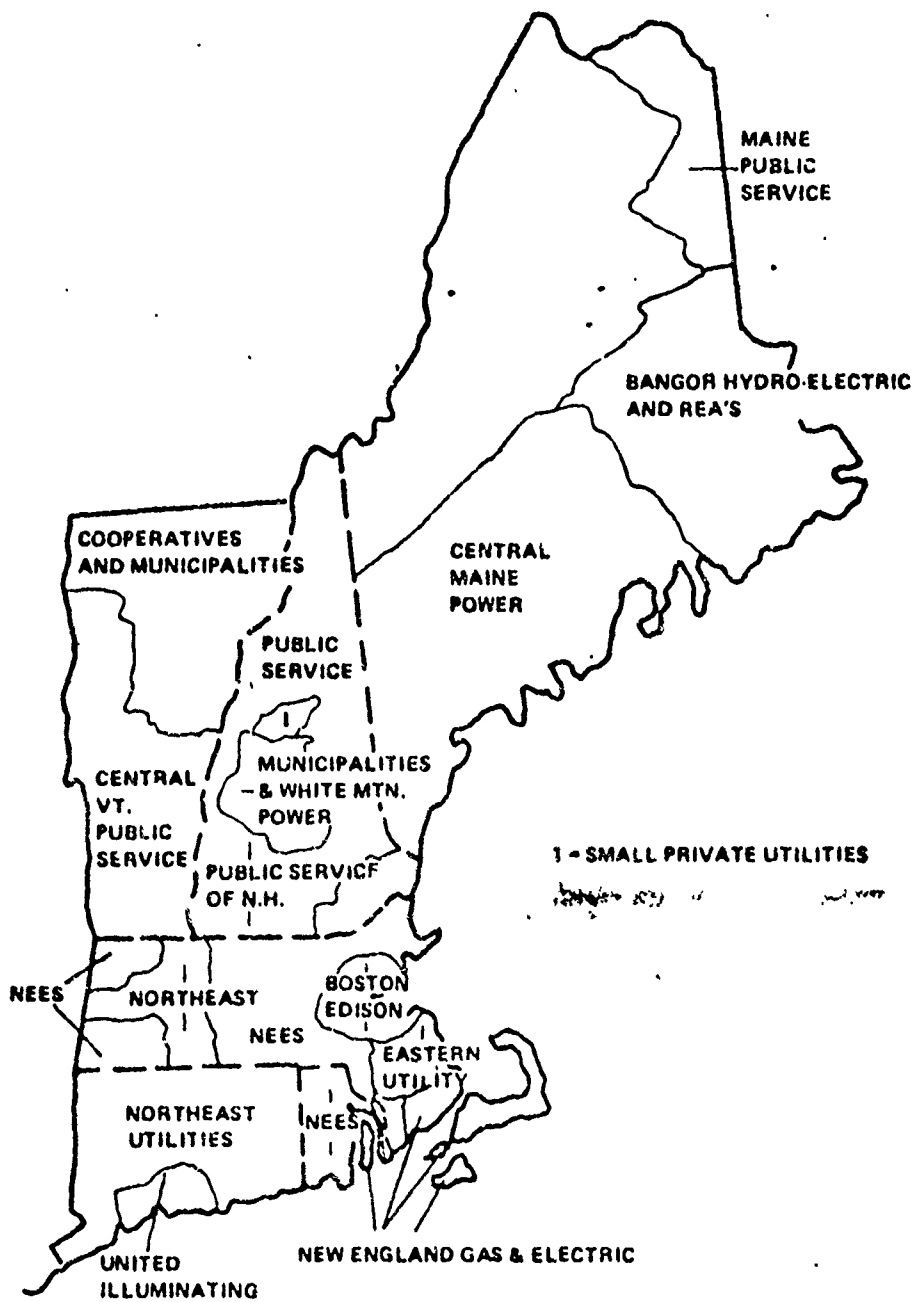 MAINE
PUBLIC
SERVICE
BANGOR HYDRO-ELECTRIC
AND REA'S
COOPERATIVES
AND MUNICIPALITIES
CENTRAL
MAINE
POWER
PUBLIC
SERVICE
I
MUNICIPALITIES
& WHITE MTN.
POWER
CENTRAL
VT.
PUBLIC
SERVICE
PUBLIC SERVICE
OF N.H.
1 - SMALL PRIVATE UTILITIES
NEES
NORTHEAST
NEES
BOSTON
EDISON
EASTERN
UTILITY
NORTHEAST
UTILITIES
NEES
NEW ENGLAND GAS & ELECTRIC
UNITED
ILLUMINATING